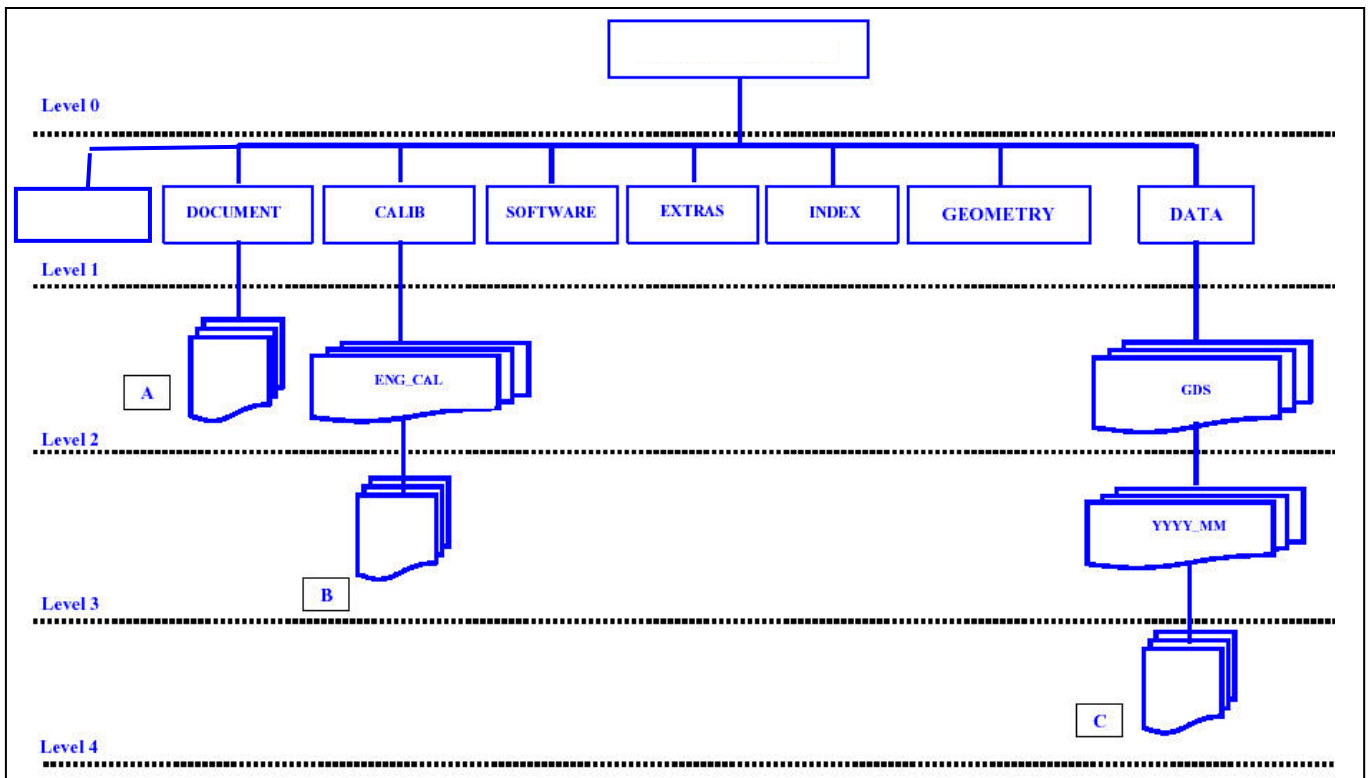 Level 0
DOCUMENT
CALIB
SOFTWARE
EXTRAS
INDEX
GEOMETRY
DATA
Level 1
A
ENG_CAL
GDS
Level 2
YYYY_MM
B
Level 3
C
Level 4